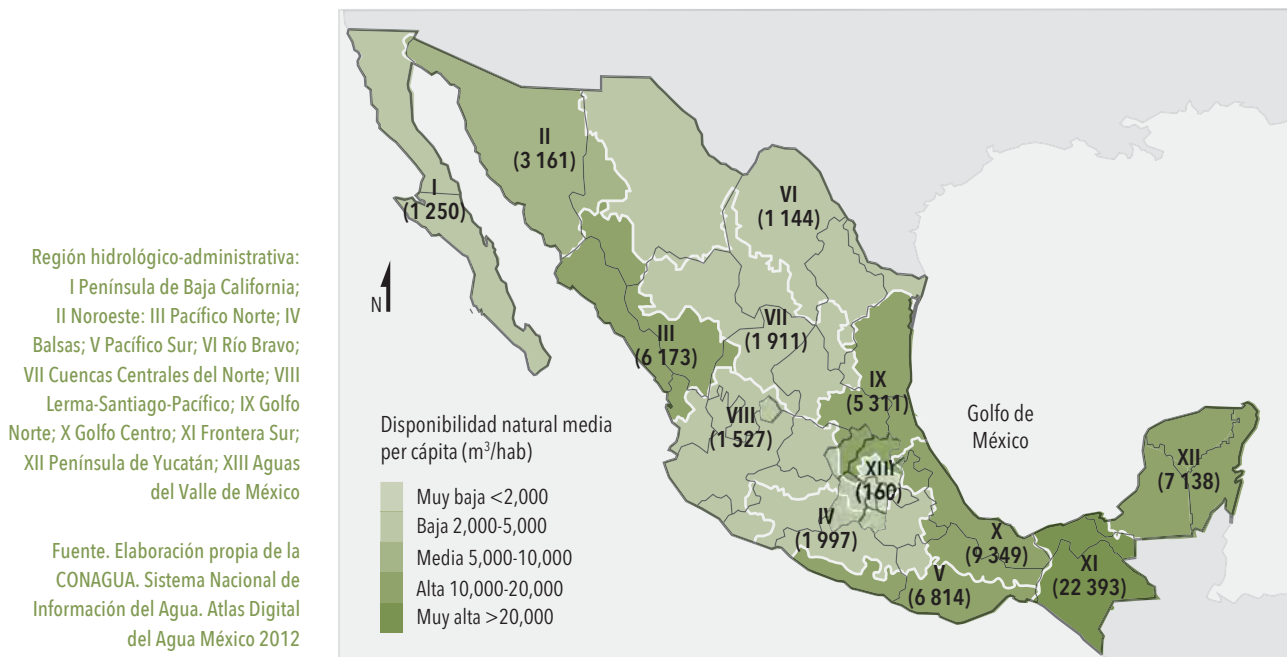 Región hidrológico-administrativa:
I Península de Baja California;
II Noroeste: III Pacífico Norte; IV
Balsas; V Pacífico Sur; VI Río Bravo;
VII Cuencas Centrales del Norte; VIII
Lerma-Santiago-Pacífico; IX Golfo
Norte; X Golfo Centro; XI Frontera Sur;
XII Península de Yucatán; XIII Aguas
del Valle de México
Fuente. Elaboración propia de la
CONAGUA. Sistema Nacional de
Información del Agua. Atlas Digital
del Agua México 2012
II
(3 161)
I
(1 250)
VI
(1 144)
N
III
(6 173)
VII
(1 911)
IX
(5 311)
VIII
(1 527)
Golfo de
México
XIII
(160)
XII
(7 138)
IV
(1 997)
X
(9 349)
V
(6 814)
XI
(22 393)
Disponibilidad natural media
per cápita (m³/hab)
Muy baja <2,000
Baja 2,000-5,000
Media 5,000-10,000
Alta 10,000-20,000
Muy alta >20,000